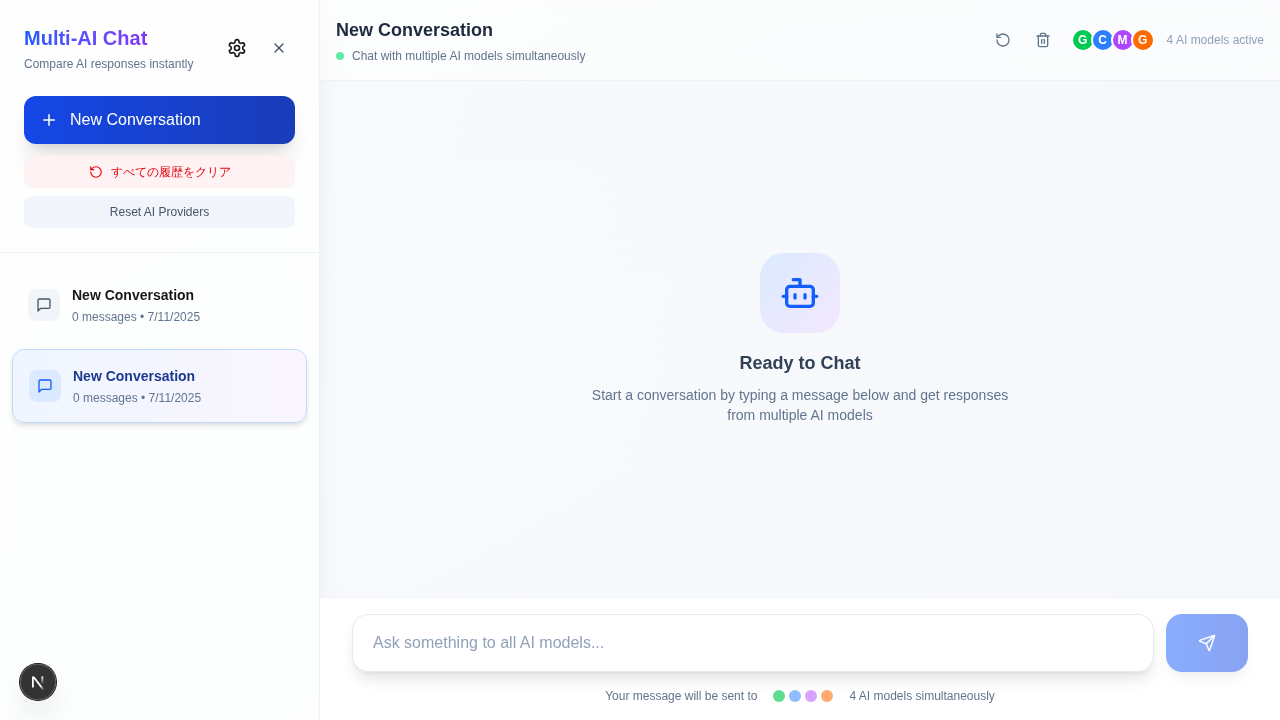 Multi-AI Chat
Compare AI responses instantly
New Conversation
すべての履歴をクリア
Reset AI Providers
New Conversation
0 messages • 7/11/2025
New Conversation
0 messages • 7/11/2025
N
New Conversation
Chat with multiple AI models simultaneously
G C M G 4 AI models active
Ready to Chat
Start a conversation by typing a message below and get responses
from multiple AI models
Ask something to all AI models...
Your message will be sent to 4 AI models simultaneously